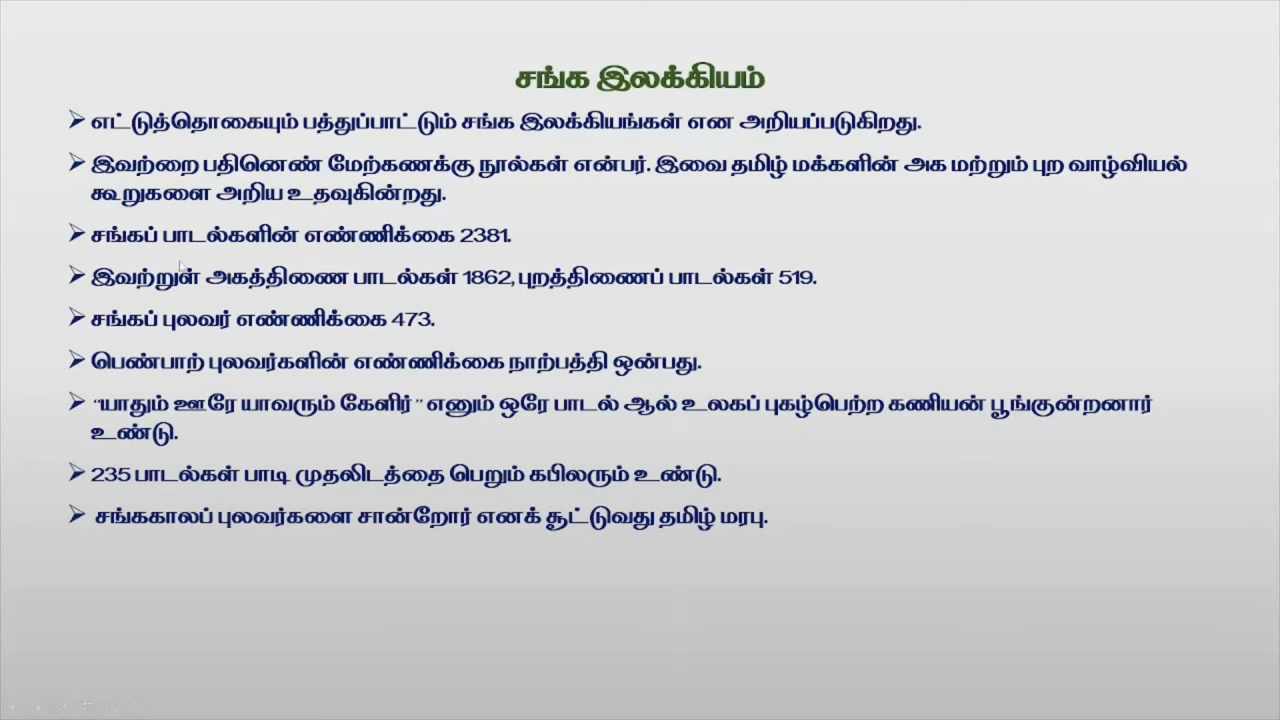 சங்க இலக்கியம்
எட்டுத்தொகையும் பத்துப்பாட்டும் சங்க இலக்கியங்கள் என அறியப்படுகிறது.
இவற்றை பதினெண் மேற்கணக்கு நூல்கள் என்பர். இவை தமிழ் மக்களின் அக மற்றும் புற வாழ்வியல்
கூறுகளை அறிய உதவுகின்றது.
சங்கப் பாடல்களின் எண்ணிக்கை 2381.
இவற்றுள் அகத்திணை பாடல்கள் 1862, புறத்திணைப் பாடல்கள் 519.
சங்கப் புலவர் எண்ணிக்கை 473.
பெண்பாற் புலவர்களின் எண்ணிக்கை நாற்பத்தி ஒன்பது.
“யாதும் ஊரே யாவரும் கேளிர்” எனும் ஒரே பாடல் ஆல் உலகப் புகழ்பெற்ற கணியன் பூங்குன்றனார்
உண்டு.
235 பாடல்கள் பாடி முதலிடத்தை பெறும் கபிலரும் உண்டு.
சங்ககாலப் புலவர்களை சான்றோர் எனக் சூட்டுவது தமிழ் மரபு.